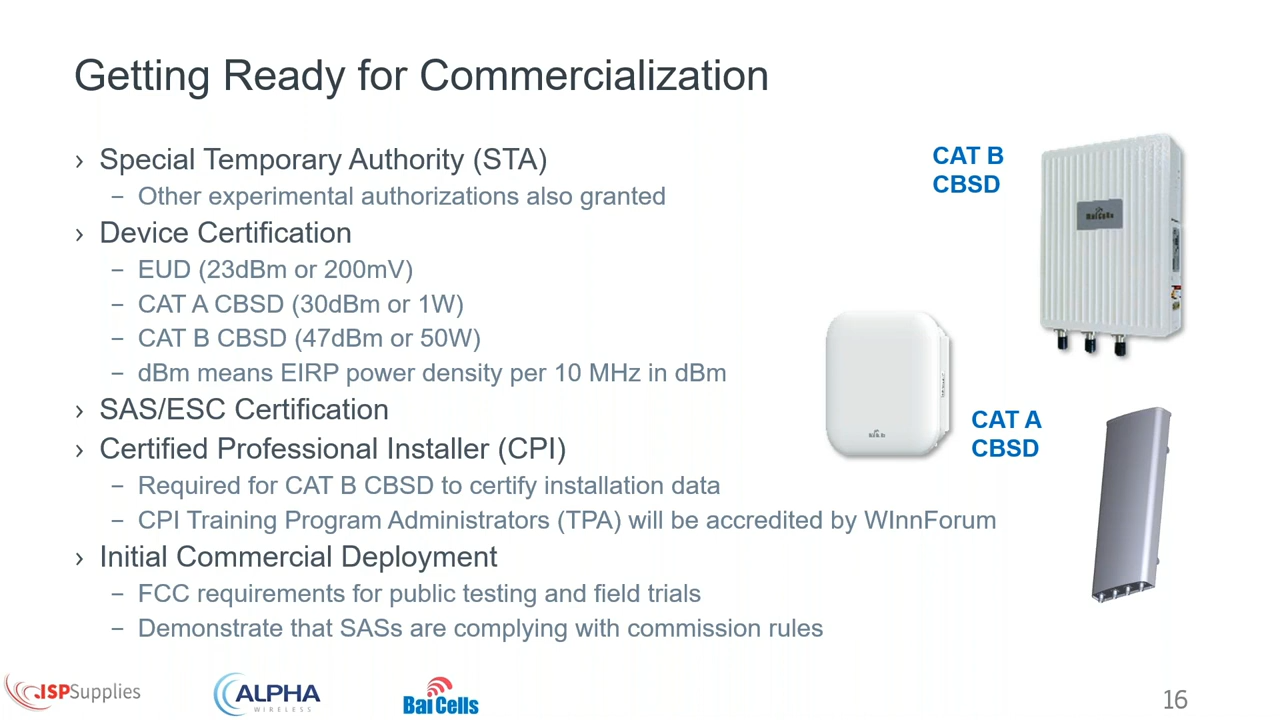 Getting Ready for Commercialization
› Special Temporary Authority (STA)
− Other experimental authorizations also granted
› Device Certification
− EUD (23dBm or 200mV)
− CAT A CBSD (30dBm or 1W)
− CAT B CBSD (47dBm or 50W)
− dBm means EIRP power density per 10 MHz in dBm
› SAS/ESC Certification
› Certified Professional Installer (CPI)
− Required for CAT B CBSD to certify installation data
− CPI Training Program Administrators (TPA) will be accredited by WInnForum
› Initial Commercial Deployment
− FCC requirements for public testing and field trials
− Demonstrate that SASs are complying with commission rules
CAT B
CBSD
BaiCells
CAT A
CBSD
ISPSupplies
ALPHA
WIRELESS
BaiCells
16